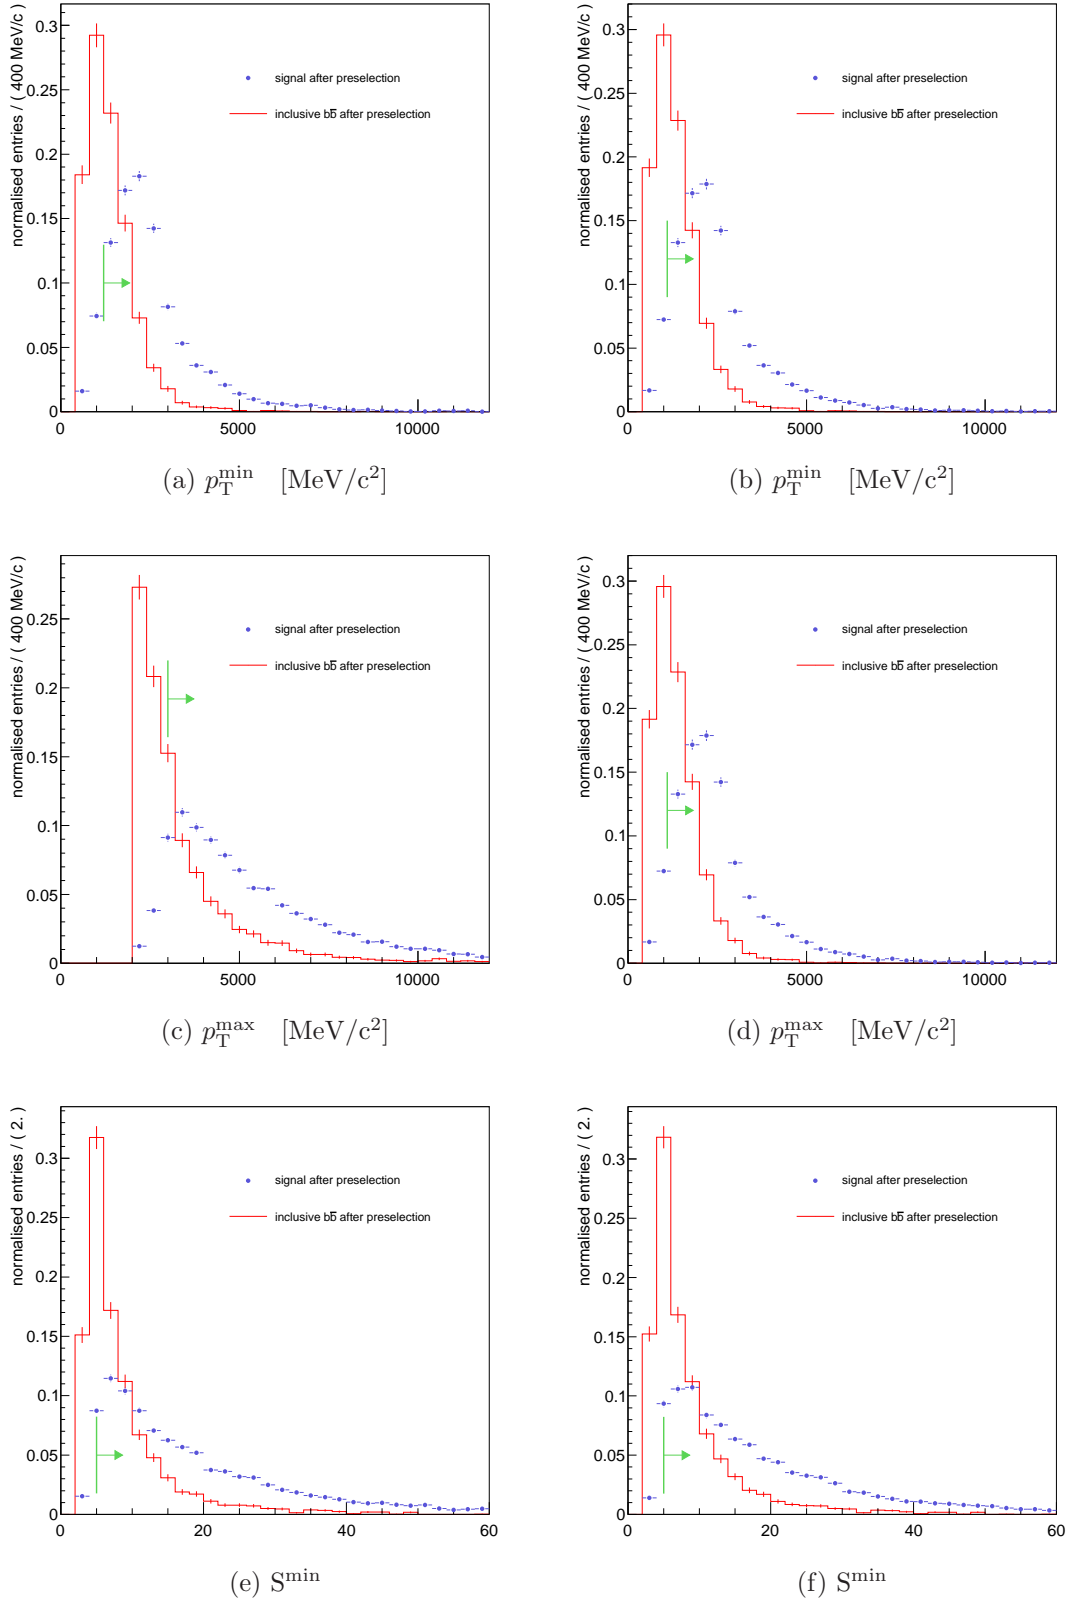 normalised entries / ( 400 MeV/c )
0.3
0.25
0.2
0.15
0.1
0.05
0
signal after preselection
inclusive bb̅ after preselection
0 5000 10000
(a) p_T^min [MeV/c²]
normalised entries / ( 400 MeV/c )
0.3
0.25
0.2
0.15
0.1
0.05
0
signal after preselection
inclusive bb̅ after preselection
0 5000 10000
(b) p_T^min [MeV/c²]
normalised entries / ( 400 MeV/c )
0.25
0.2
0.15
0.1
0.05
0
signal after preselection
inclusive bb̅ after preselection
0 5000 10000
(c) p_T^max [MeV/c²]
normalised entries / ( 400 MeV/c )
0.3
0.25
0.2
0.15
0.1
0.05
0
signal after preselection
inclusive bb̅ after preselection
0 5000 10000
(d) p_T^max [MeV/c²]
normalised entries / ( 2. )
0.3
0.25
0.2
0.15
0.1
0.05
0
signal after preselection
inclusive bb̅ after preselection
0 20 40 60
(e) S^min
normalised entries / ( 2. )
0.3
0.25
0.2
0.15
0.1
0.05
0
signal after preselection
inclusive bb̅ after preselection
0 20 40 60
(f) S^min